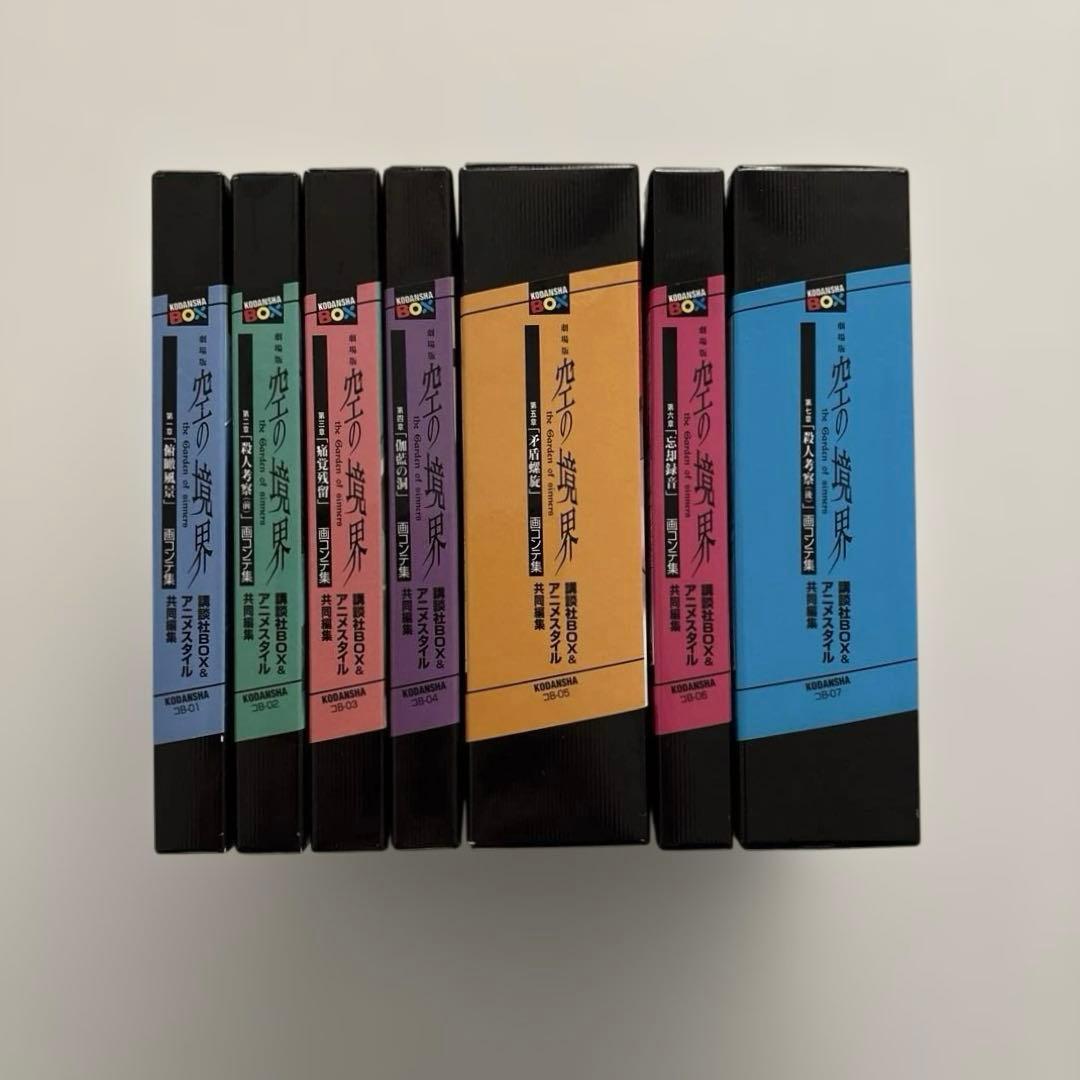 KODANSHA
BOX
劇場版
空の境界
the Garden of sinners
第一章「俯瞰風景」
画コンテ集
講談社BOX&
アニメスタイル
共同編集
KODANSHA
コB-01
KODANSHA
BOX
劇場版
空の境界
the Garden of sinners
第二章「殺人考察(前)」
画コンテ集
講談社BOX&
アニメスタイル
共同編集
KODANSHA
コB-02
KODANSHA
BOX
劇場版
空の境界
the Garden of sinners
第三章「痛覚残留」
画コンテ集
講談社BOX&
アニメスタイル
共同編集
KODANSHA
コB-03
KODANSHA
BOX
劇場版
空の境界
the Garden of sinners
第四章「伽藍の洞」
画コンテ集
講談社BOX&
アニメスタイル
共同編集
KODANSHA
コB-04
KODANSHA
BOX
劇場版
空の境界
the Garden of sinners
第五章「矛盾螺旋」
画コンテ集
講談社BOX&
アニメスタイル
共同編集
KODANSHA
コB-05
KODANSHA
BOX
劇場版
空の境界
the Garden of sinners
第六章「忘却録音」
画コンテ集
講談社BOX&
アニメスタイル
共同編集
KODANSHA
コB-06
KODANSHA
BOX
劇場版
空の境界
the Garden of sinners
第七章「殺人考察(後)」
画コンテ集
講談社BOX&
アニメスタイル
共同編集
KODANSHA
コB-07